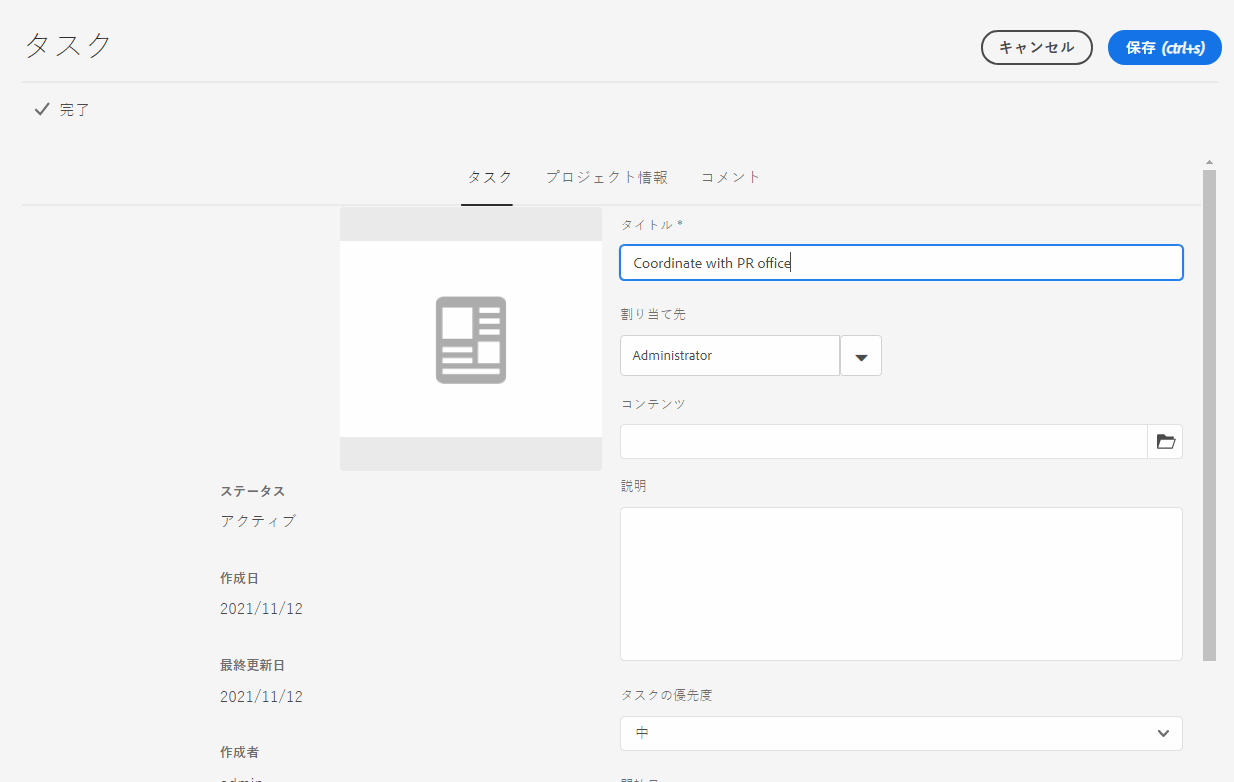 タスク
キャンセル
保存 (ctrl+s)
完了
タスク
プロジェクト情報
コメント
タイトル *
Coordinate with PR office
割り当て先
Administrator
コンテンツ
説明
ステータス
アクティブ
作成日
2021/11/12
最終更新日
2021/11/12
タスクの優先度
中
作成者